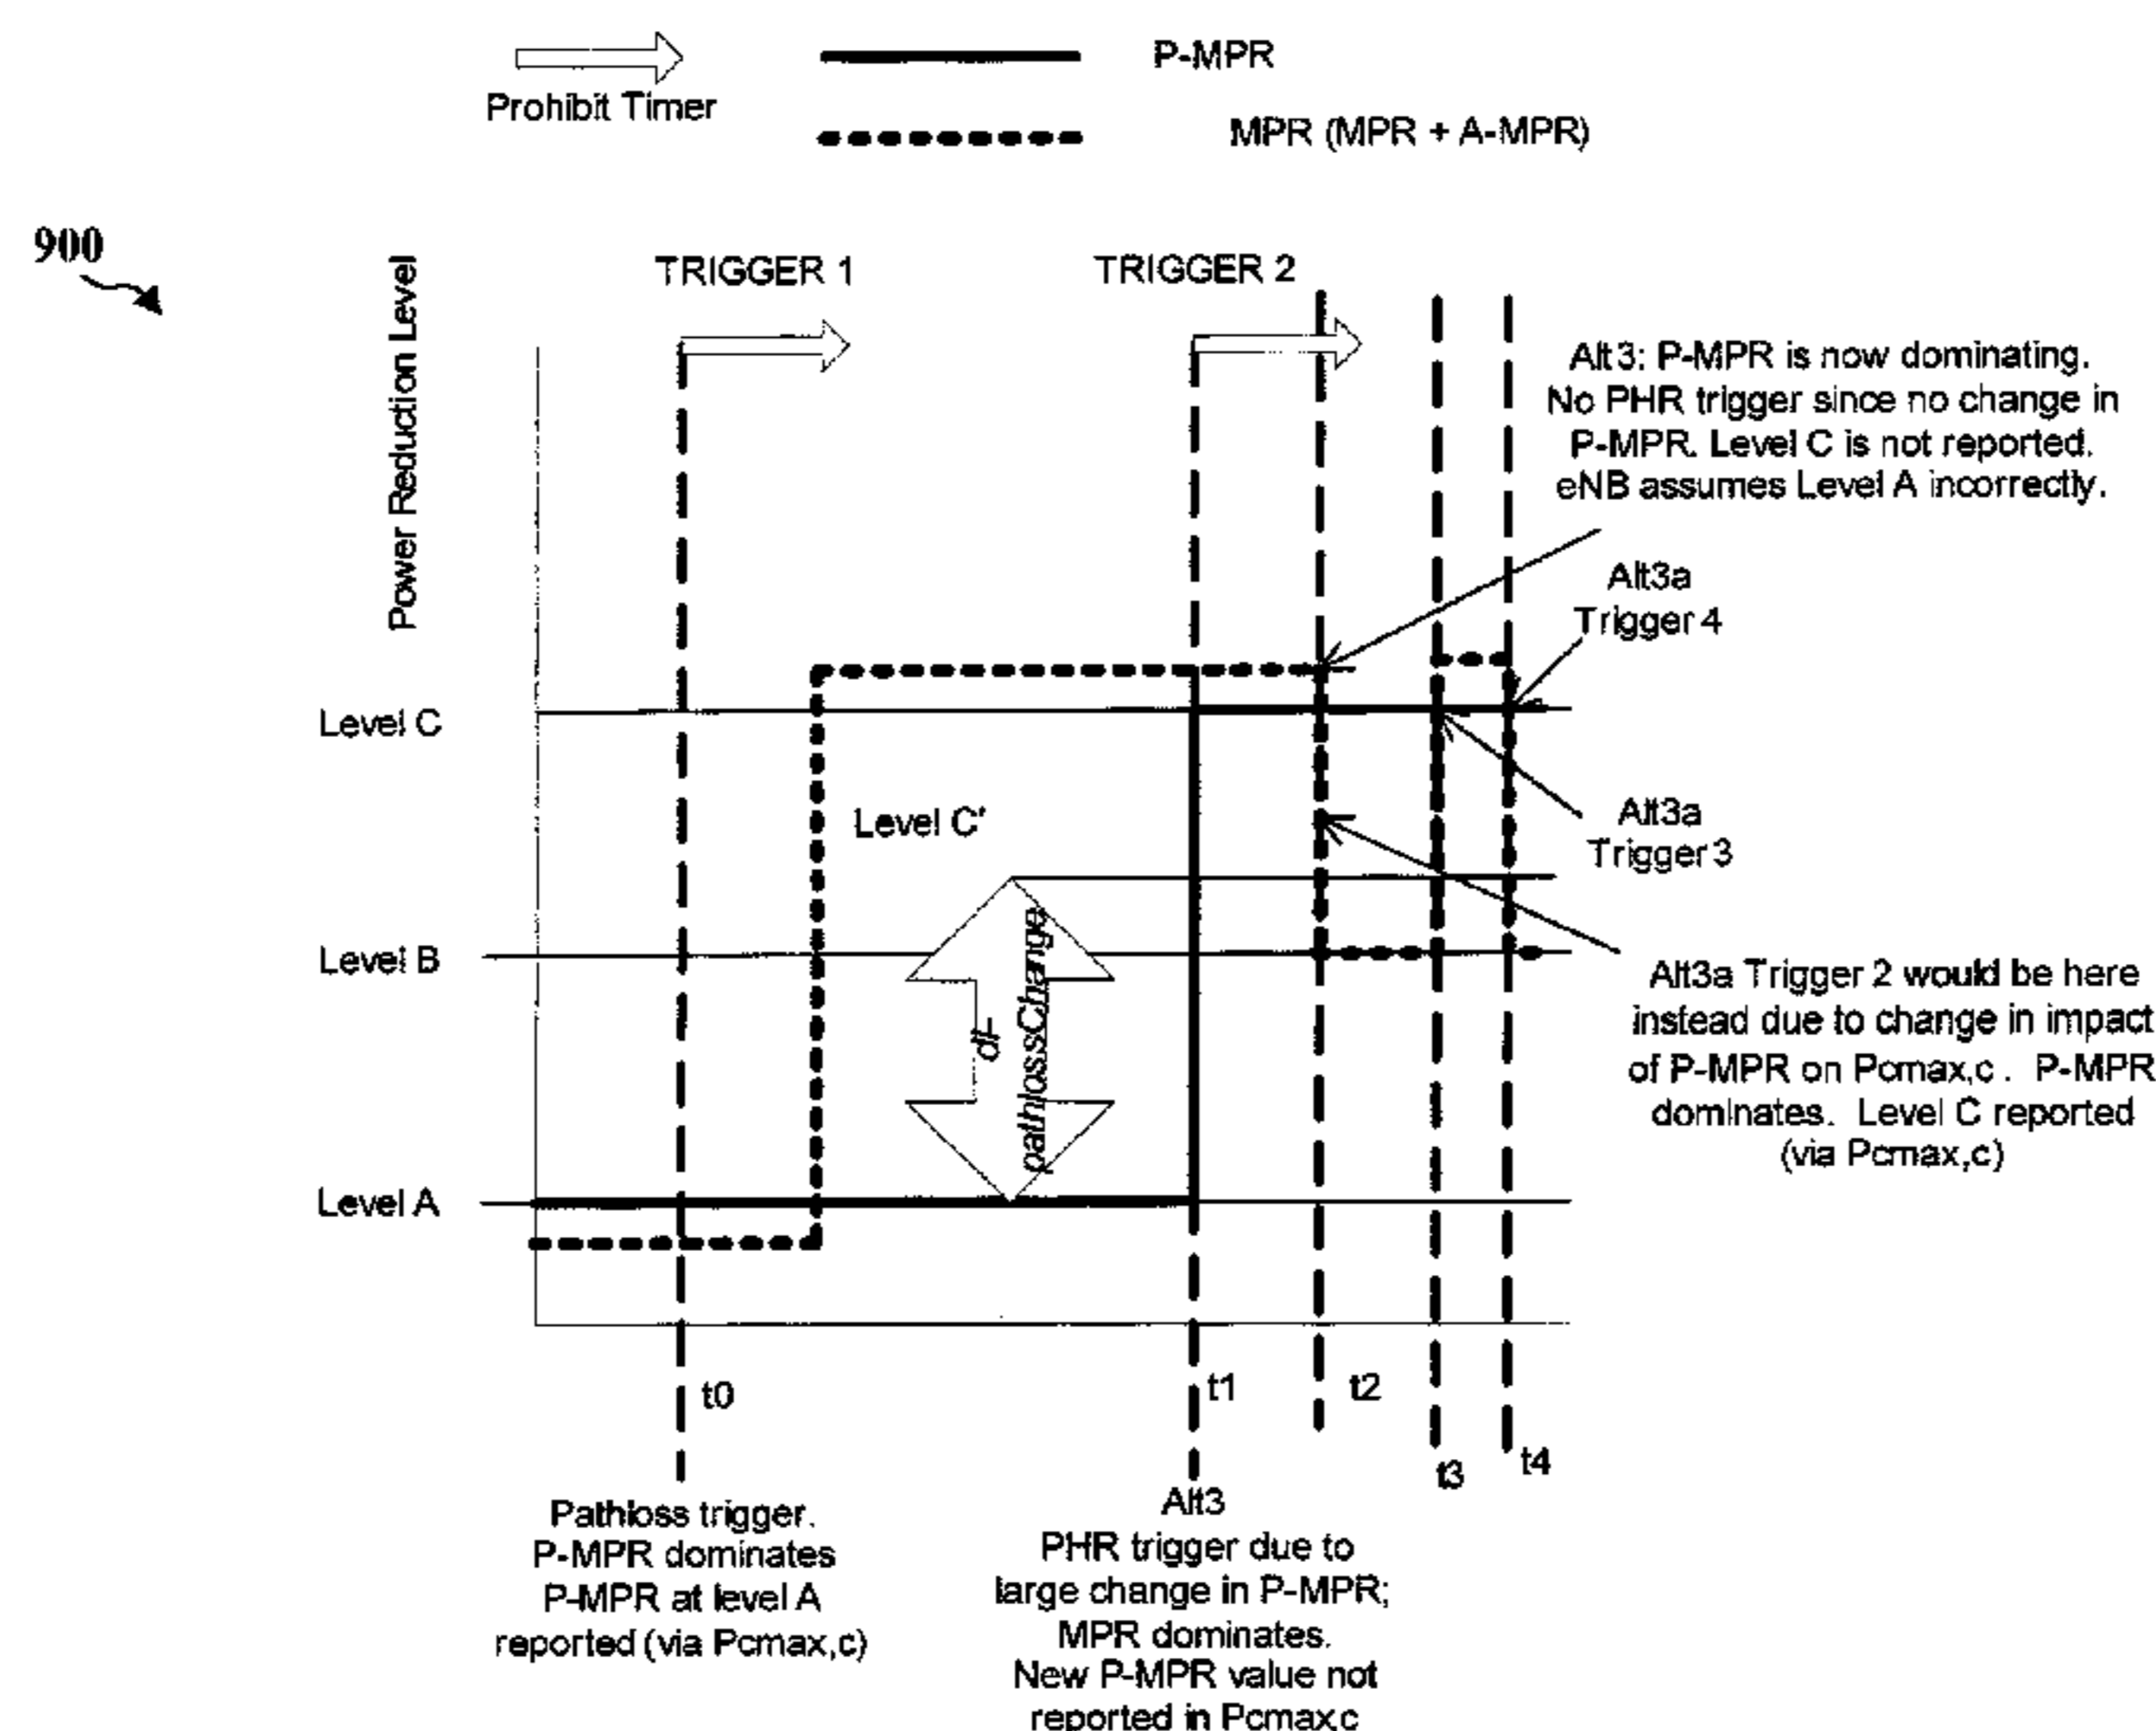 Prohibit Timer
P-MPR
MPR (MPR + A-MPR)
900
Power Reduction Level
TRIGGER 1
TRIGGER 2
Alt3: P-MPR is now dominating.
No PHR trigger since no change in
P-MPR. Level C is not reported.
eNB assumes Level A incorrectly.
Alt3a
Trigger 4
Level C
Level C'
Alt3a
Trigger 3
dl-
pathlossChange
Level B
Alt3a Trigger 2 would be here
instead due to change in impact
of P-MPR on Pcmax,c . P-MPR
dominates. Level C reported
(via Pcmax,c)
Level A
t0
t1
t2
t3
t4
Pathloss trigger.
P-MPR dominates
P-MPR at level A
reported (via Pcmax,c)
Alt3
PHR trigger due to
large change in P-MPR;
MPR dominates.
New P-MPR value not
reported in Pcmax,c